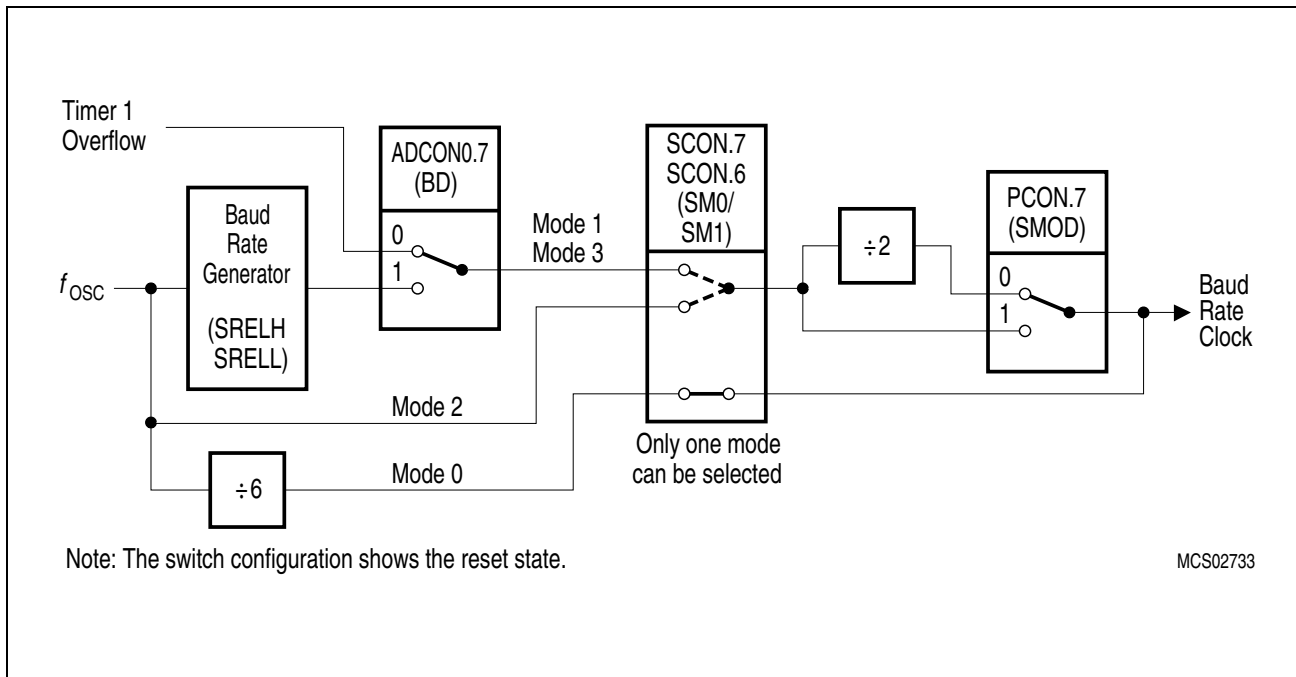 Timer 1
Overflow
ADCON0.7
(BD)
0
1
Baud
Rate
Generator
(SRELH
SRELL)
f OSC
Mode 1
Mode 3
SCON.7
SCON.6
(SM0/
SM1)
÷2
PCON.7
(SMOD)
0
1
Baud
Rate
Clock
Mode 2
Only one mode
can be selected
÷6
Mode 0
Note: The switch configuration shows the reset state.
MCS02733